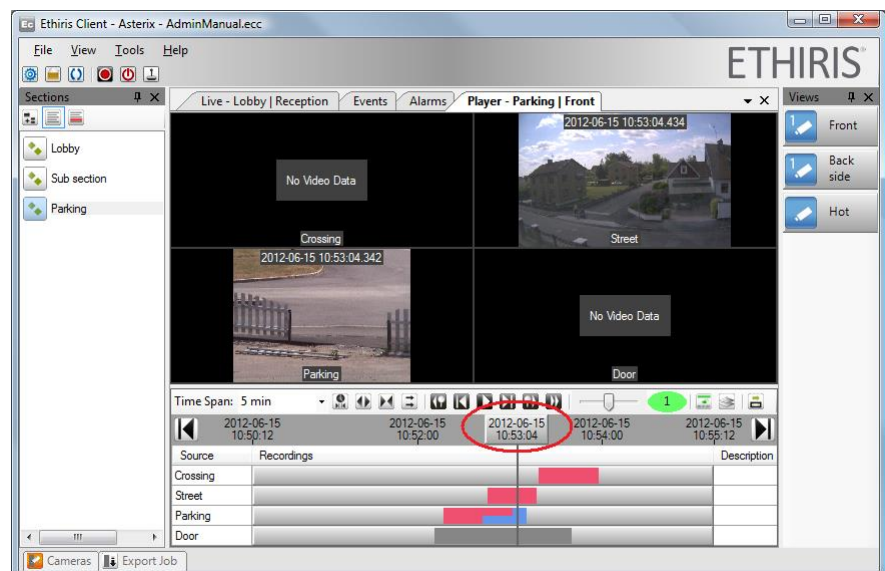 Ethiris Client - Asterix - AdminManual.ecc
File View Tools Help
ETHIRIS
Sections
Live - Lobby | Reception Events Alarms Player - Parking | Front
Views
Lobby
Sub section
Parking
No Video Data
Crossing
2012-06-15 10:53:04.434
Street
2012-06-15 10:53:04.342
Parking
No Video Data
Door
Front
Back side
Hot
Time Span: 5 min
1
2012-06-15 10:50:12
2012-06-15 10:52:00
2012-06-15 10:53:04
2012-06-15 10:54:00
2012-06-15 10:55:12
Source Recordings Description
Crossing
Street
Parking
Door
Cameras Export Job